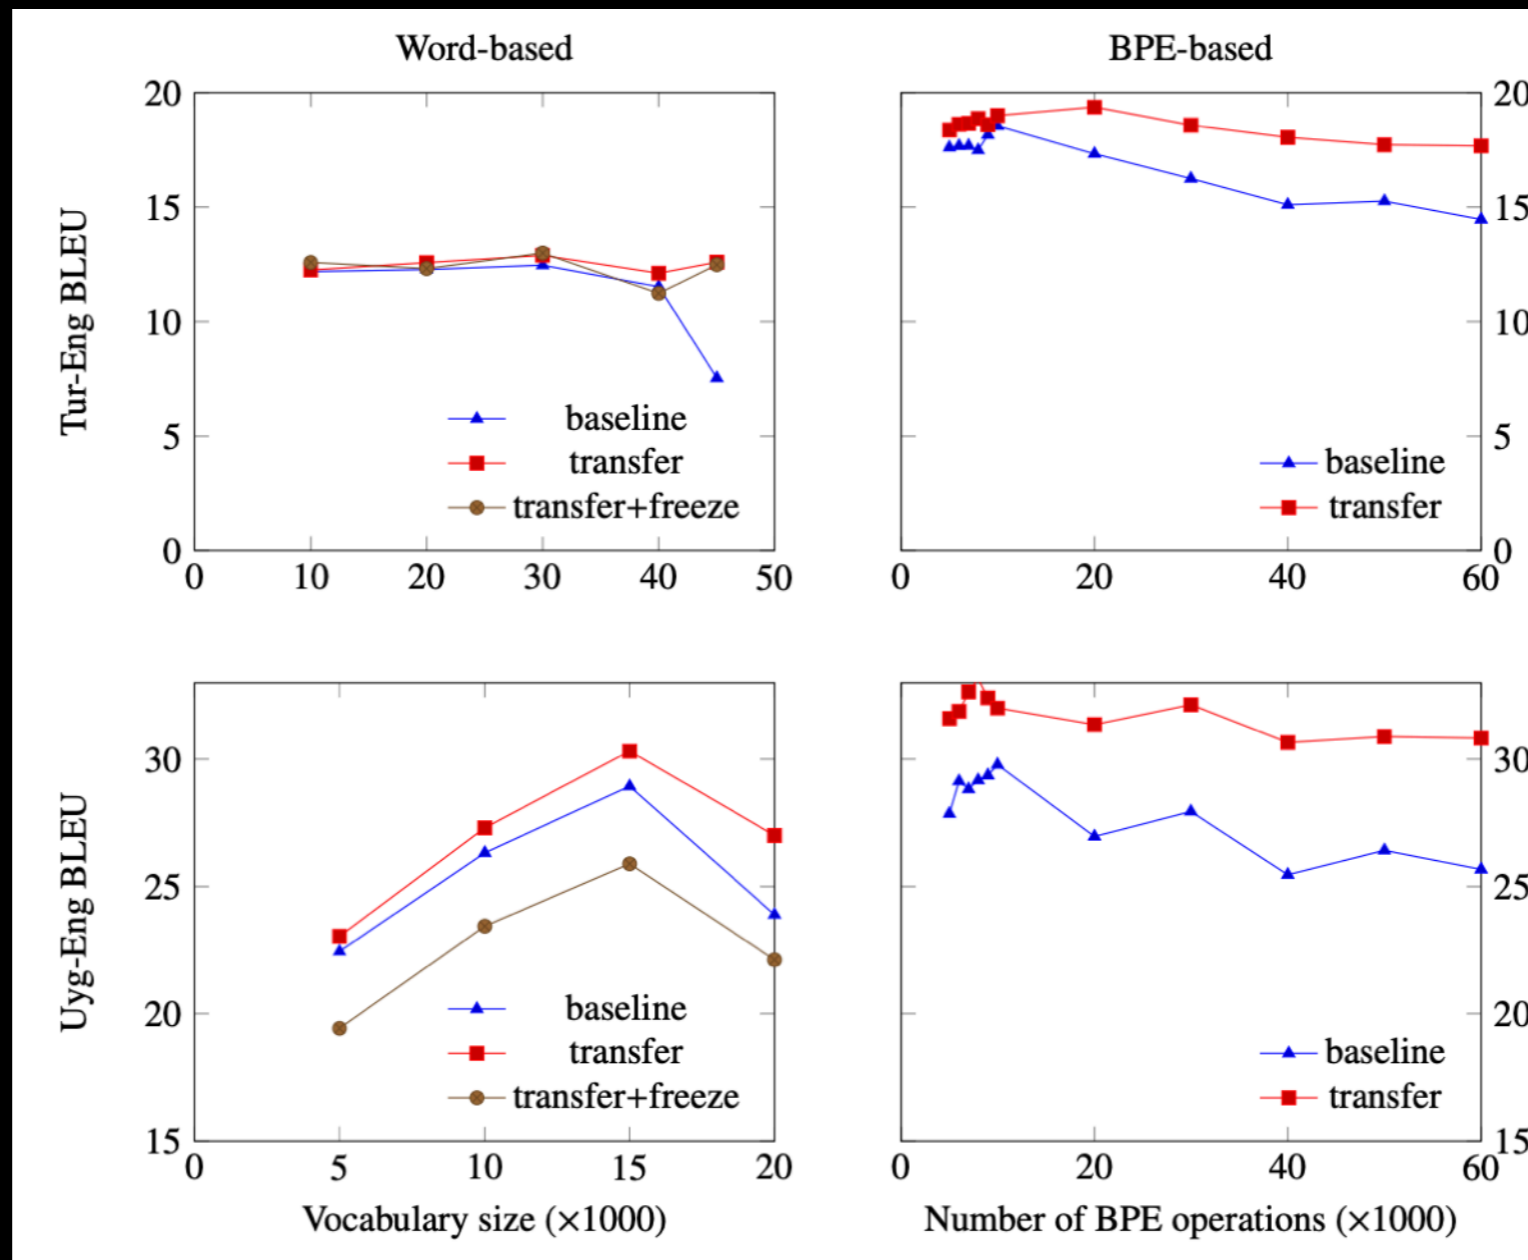 Word-based
BPE-based
Tur-Eng BLEU
20
15
10
5
0
0 10 20 30 40 50
baseline
transfer
transfer+freeze
20
15
10
5
0
0 20 40 60
baseline
transfer
Uyg-Eng BLEU
30
25
20
15
0 5 10 15 20
baseline
transfer
transfer+freeze
Vocabulary size (×1000)
30
25
20
15
0 20 40 60
baseline
transfer
Number of BPE operations (×1000)